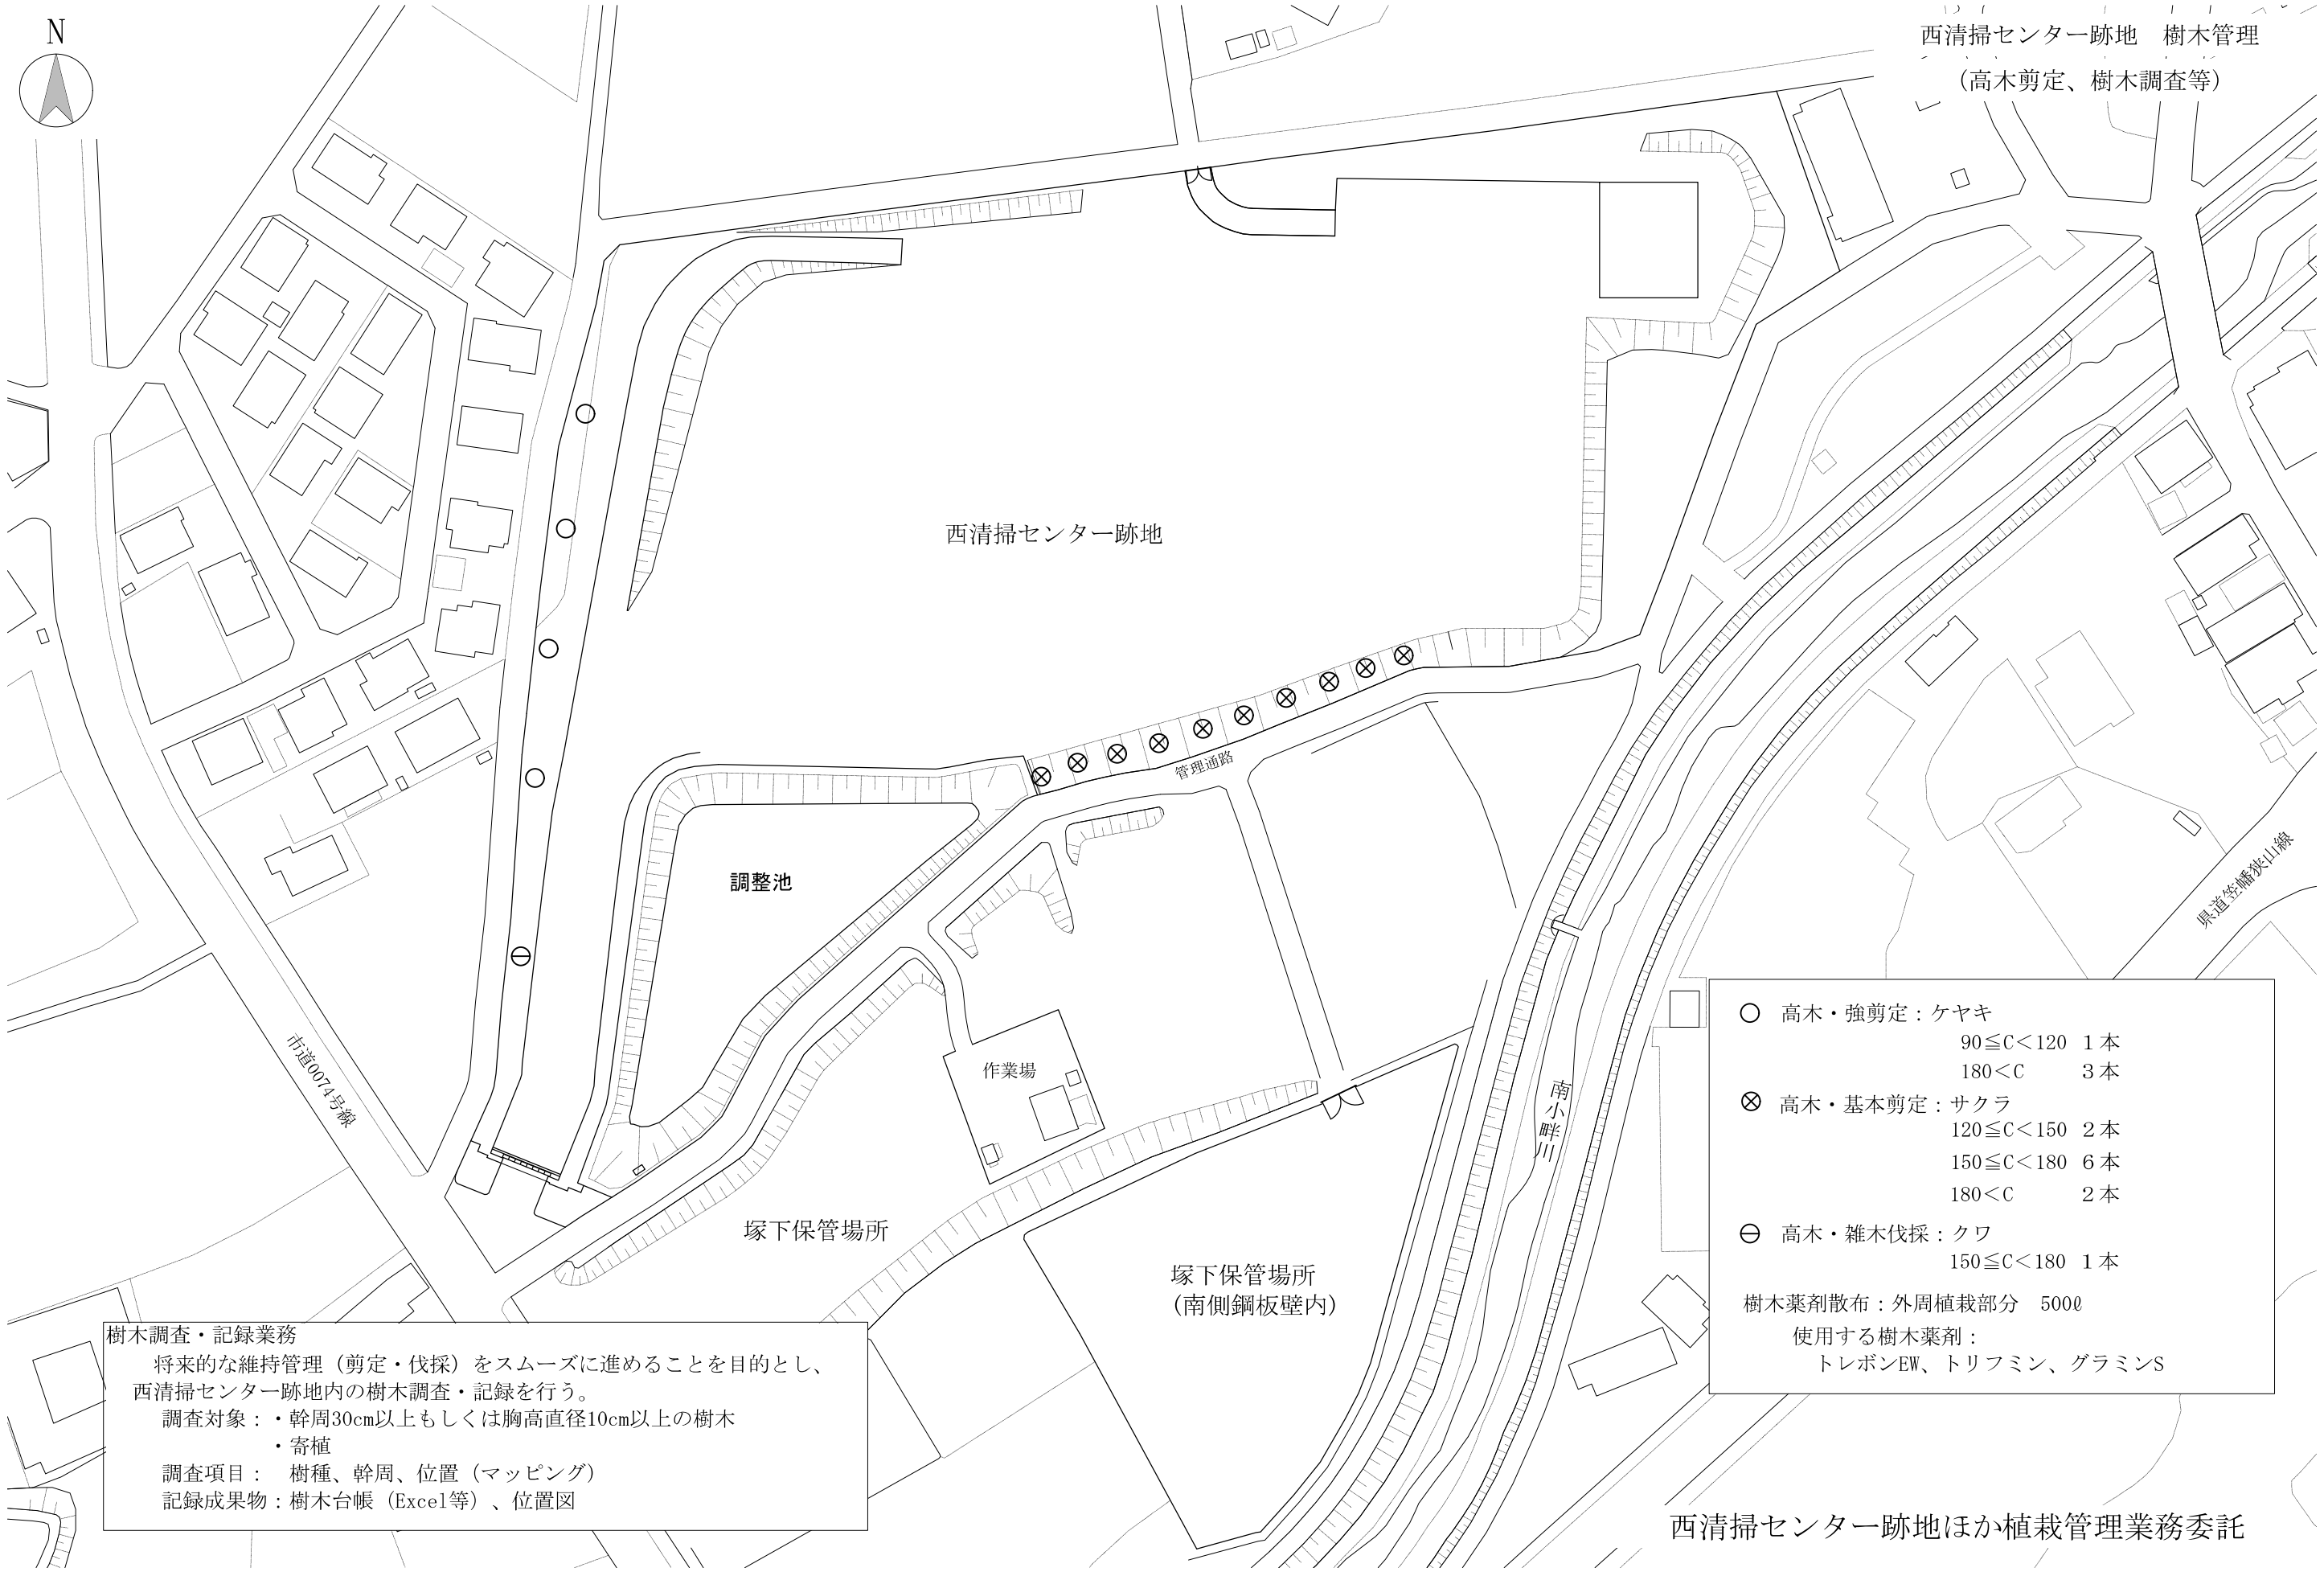 N
西清掃センター跡地　樹木管理
（高木剪定、樹木調査等）
西清掃センター跡地
管理通路
調整池
県道笠幡狭山線
作業場
市道0074号線
南小畔川
塚下保管場所
塚下保管場所
（南側鋼板壁内）
○　高木・強剪定：ケヤキ
90≦C＜120　１本
180＜C　　３本
⊗　高木・基本剪定：サクラ
120≦C＜150　２本
150≦C＜180　６本
180＜C　　２本
⊖　高木・雑木伐採：クワ
150≦C＜180　１本
樹木薬剤散布：外周植栽部分　500ℓ
使用する樹木薬剤：
トレボンEW、トリフミン、グラミンS
樹木調査・記録業務
将来的な維持管理（剪定・伐採）をスムーズに進めることを目的とし、
西清掃センター跡地内の樹木調査・記録を行う。
調査対象：・幹周30cm以上もしくは胸高直径10cm以上の樹木
・寄植
調査項目：　樹種、幹周、位置（マッピング）
記録成果物：樹木台帳（Excel等）、位置図
西清掃センター跡地ほか植栽管理業務委託